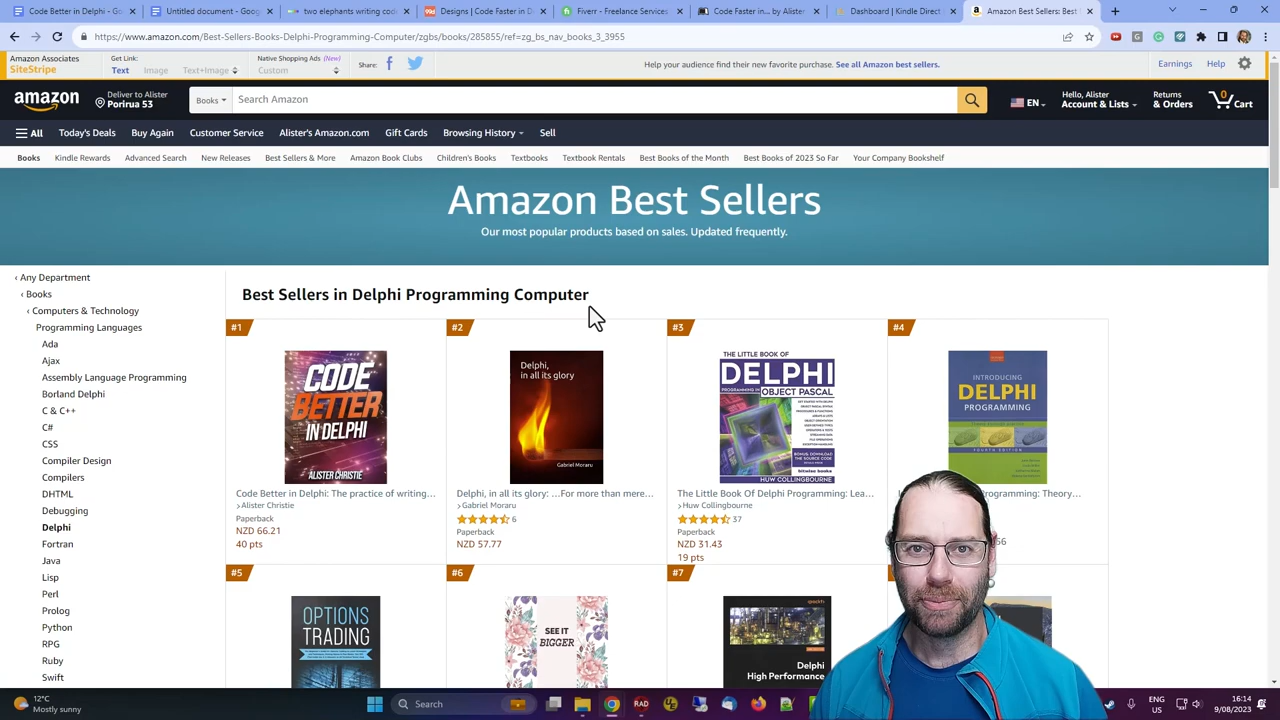 Code Better in De
Untitled document
Amazon ebook writing cod
Designs | Code Better in D
Fiverr - Freelance Services
Code Better in Delphi: by Alister
Dashboard
Kindle Direct
Amazon Best Sellers: Best
https://www.amazon.com/Best-Sellers-Books-Delphi-Programming-Computer/zgbs/books/285855/ref=zg_bs_nav_books_3_3955
Amazon Associates
SiteStripe
Get Link:
Text Image Text+Image
Native Shopping Ads (New)
Custom
Share:
Help your audience find their new favorite purchase. See all Amazon best sellers.
Earnings Help
amazon
Deliver to Alister
Porirua 53
Books
Search Amazon
EN
Hello, Alister
Account & Lists
Returns
& Orders
0
Cart
All Today's Deals Buy Again Customer Service Alister's Amazon.com Gift Cards Browsing History Sell
Books Kindle Rewards Advanced Search New Releases Best Sellers & More Amazon Book Clubs Children's Books Textbooks Textbook Rentals Best Books of the Month Best Books of 2023 So Far Your Company Bookshelf
Amazon Best Sellers
Our most popular products based on sales. Updated frequently.
‹ Any Department
‹ Books
‹ Computers & Technology
Programming Languages
Ada
Ajax
Assembly Language Programming
Borland Delphi
C & C++
C#
CSS
Compiler Design
Compilers
DHTML
Debugging
Delphi
Fortran
Java
Lisp
Perl
Prolog
Python
RPG
Ruby
Swift
Best Sellers in Delphi Programming Computer
#1
CODE
BETTER
IN DELPHI
ALISTER CHRISTIE
Code Better in Delphi: The practice of writing...
› Alister Christie
Paperback
NZD 66.21
40 pts
#2
Delphi,
in all its glory
Gabriel Moraru
Delphi, in all its glory: ...For more than mere...
› Gabriel Moraru
6
Paperback
NZD 57.77
#3
THE LITTLE BOOK OF
DELPHI
PROGRAMMING IN OBJECT PASCAL
HUW COLLINGBOURNE
The Little Book Of Delphi Programming: Lea...
› Huw Collingbourne
37
Paperback
NZD 31.43
19 pts
#4
INTRODUCING
DELPHI
PROGRAMMING
FOURTH EDITION
Programming: Theory...
56
#5
OPTIONS
TRADING
#6
SEE IT
BIGGER
#7
Delphi
High Performance
12°C
Mostly sunny
Search
RAD
ENG
US
16:14
9/08/2023